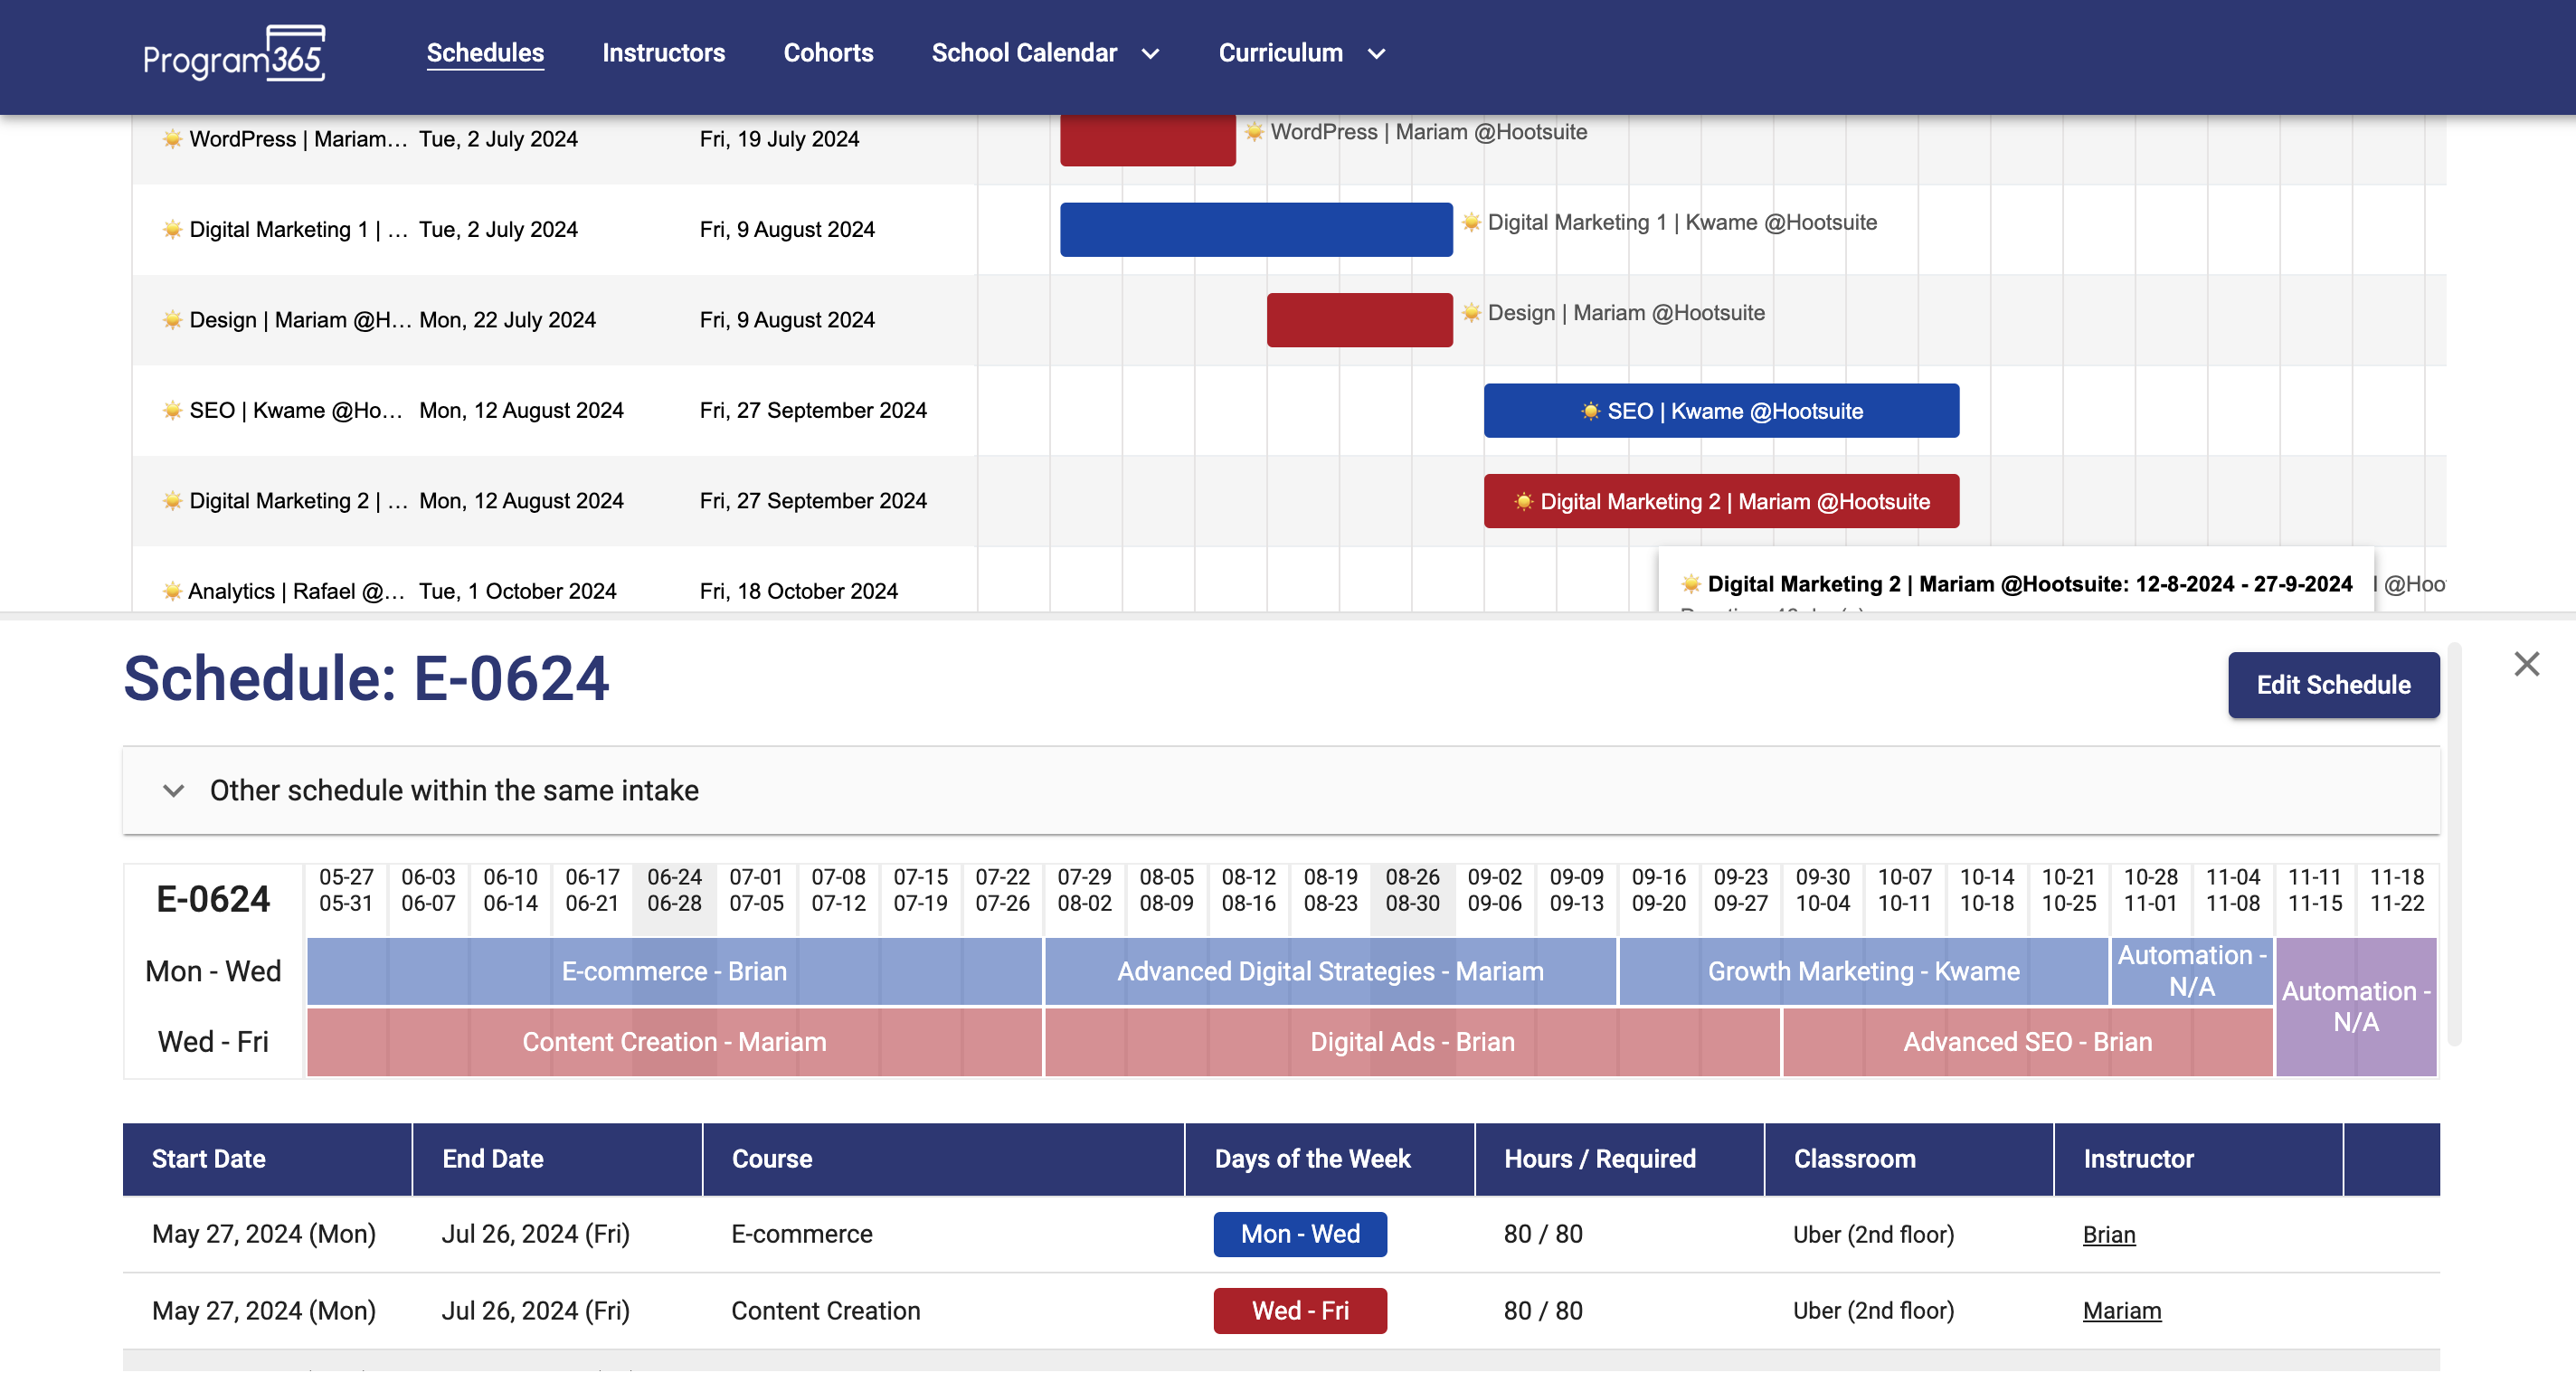 Program365 Schedules Instructors Cohorts School Calendar Curriculum
WordPress | Mariam... Tue, 2 July 2024 Fri, 19 July 2024 WordPress | Mariam @Hootsuite
Digital Marketing 1 | ... Tue, 2 July 2024 Fri, 9 August 2024 Digital Marketing 1 | Kwame @Hootsuite
Design | Mariam @H... Mon, 22 July 2024 Fri, 9 August 2024 Design | Mariam @Hootsuite
SEO | Kwame @Ho... Mon, 12 August 2024 Fri, 27 September 2024 SEO | Kwame @Hootsuite
Digital Marketing 2 | ... Mon, 12 August 2024 Fri, 27 September 2024 Digital Marketing 2 | Mariam @Hootsuite
Analytics | Rafael @... Tue, 1 October 2024 Fri, 18 October 2024 Digital Marketing 2 | Mariam @Hootsuite: 12-8-2024 - 27-9-2024 @Hoo
Schedule: E-0624
Edit Schedule
Other schedule within the same intake
E-0624
05-27 06-03 06-10 06-17 06-24 07-01 07-08 07-15 07-22 07-29 08-05 08-12 08-19 08-26 09-02 09-09 09-16 09-23 09-30 10-07 10-14 10-21 10-28 11-04 11-11 11-18
05-31 06-07 06-14 06-21 06-28 07-05 07-12 07-19 07-26 08-02 08-09 08-16 08-23 08-30 09-06 09-13 09-20 09-27 10-04 10-11 10-18 10-25 11-01 11-08 11-15 11-22
Mon - Wed E-commerce - Brian Advanced Digital Strategies - Mariam Growth Marketing - Kwame Automation -
N/A
Automation -
N/A
Wed - Fri Content Creation - Mariam Digital Ads - Brian Advanced SEO - Brian
Start Date End Date Course Days of the Week Hours / Required Classroom Instructor
May 27, 2024 (Mon) Jul 26, 2024 (Fri) E-commerce Mon - Wed 80 / 80 Uber (2nd floor) Brian
May 27, 2024 (Mon) Jul 26, 2024 (Fri) Content Creation Wed - Fri 80 / 80 Uber (2nd floor) Mariam